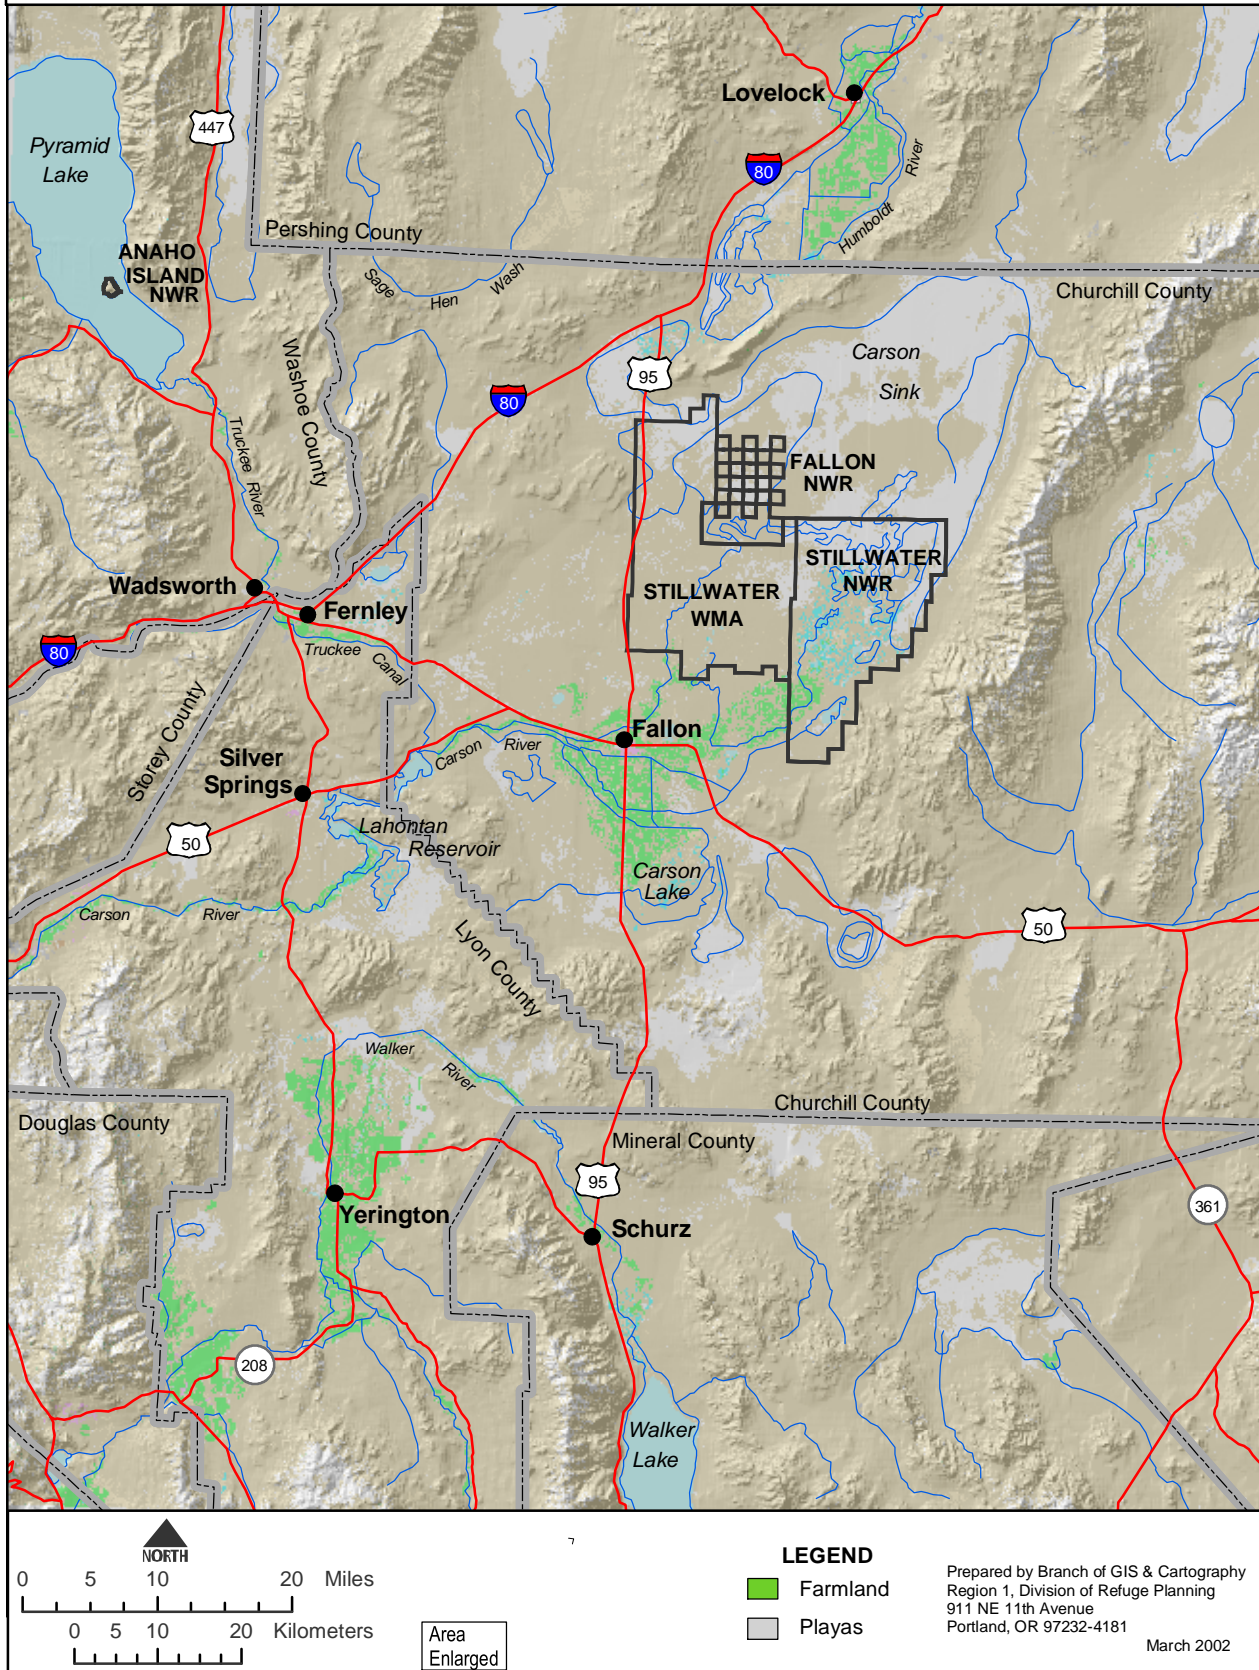 Lovelock
447
Pyramid
Lake
80
River
Humboldt
Pershing County
ANAHO
ISLAND
NWR
Sage
Hen
Wash
Churchill County
Washoe County
Carson
Sink
95
80
Truckee
River
FALLON
NWR
STILLWATER
NWR
STILLWATER
WMA
Wadsworth
Fernley
80
Truckee
Canal
Storey County
Fallon
Carson
River
Silver
Springs
50
Lahontan
Reservoir
Carson
Lake
Carson
River
Lyon County
50
Walker
River
Douglas County
Churchill County
Mineral County
95
361
Yerington
Schurz
208
Walker
Lake
NORTH
0 5 10 20 Miles
0 5 10 20 Kilometers
Area
Enlarged
LEGEND
Farmland
Playas
Prepared by Branch of GIS & Cartography
Region 1, Division of Refuge Planning
911 NE 11th Avenue
Portland, OR 97232-4181
March 2002